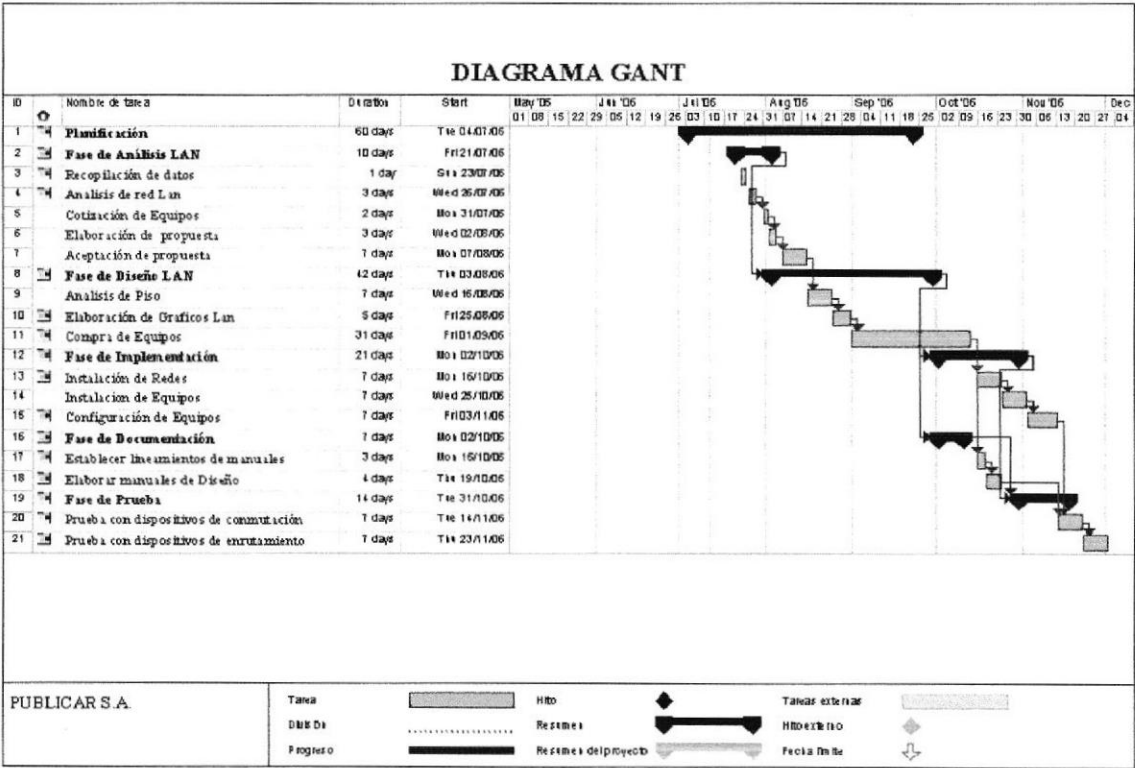 DIAGRAMA GANT
ID Nombre de tarea Duration Start May '06 Jun '06 Jul '06 Aug '06 Sep '06 Oct '06 Nov '06 Dec
01 08 15 22 29 05 12 19 26 03 10 17 24 31 07 14 21 28 04 11 18 25 02 09 16 23 30 06 13 20 27 04
1 Planificación 60 days Tue 04/07/06
2 Fase de Análisis LAN 10 days Fri 21/07/06
3 Recopilación de datos 1 day Sun 23/07/06
4 Analisis de red Lan 3 days Wed 26/07/06
5 Cotización de Equipos 2 days Mon 31/07/06
6 Elaboración de propuesta 3 days Wed 02/08/06
7 Aceptación de propuesta 7 days Mon 07/08/06
8 Fase de Diseño LAN 42 days Thu 03/08/06
9 Analisis de Piso 7 days Wed 16/08/06
10 Elaboración de Graficos Lan 5 days Fri 25/08/06
11 Compra de Equipos 31 days Fri 01/09/06
12 Fase de Implementación 21 days Mon 02/10/06
13 Instalación de Redes 7 days Mon 16/10/06
14 Instalacion de Equipos 7 days Wed 25/10/06
15 Configuración de Equipos 7 days Fri 03/11/06
16 Fase de Documentación 7 days Mon 02/10/06
17 Establecer lineamientos de manuales 3 days Mon 16/10/06
18 Elaborar manuales de Diseño 4 days Thu 19/10/06
19 Fase de Prueba 14 days Tue 31/10/06
20 Prueba con dispositivos de conmutación 7 days Tue 14/11/06
21 Prueba con dispositivos de enrutamiento 7 days Thu 23/11/06
PUBLICAR S.A.
Tarea Hito Tareas externas
División Resumen Hito externo
Progreso Resumen del proyecto Fecha límite